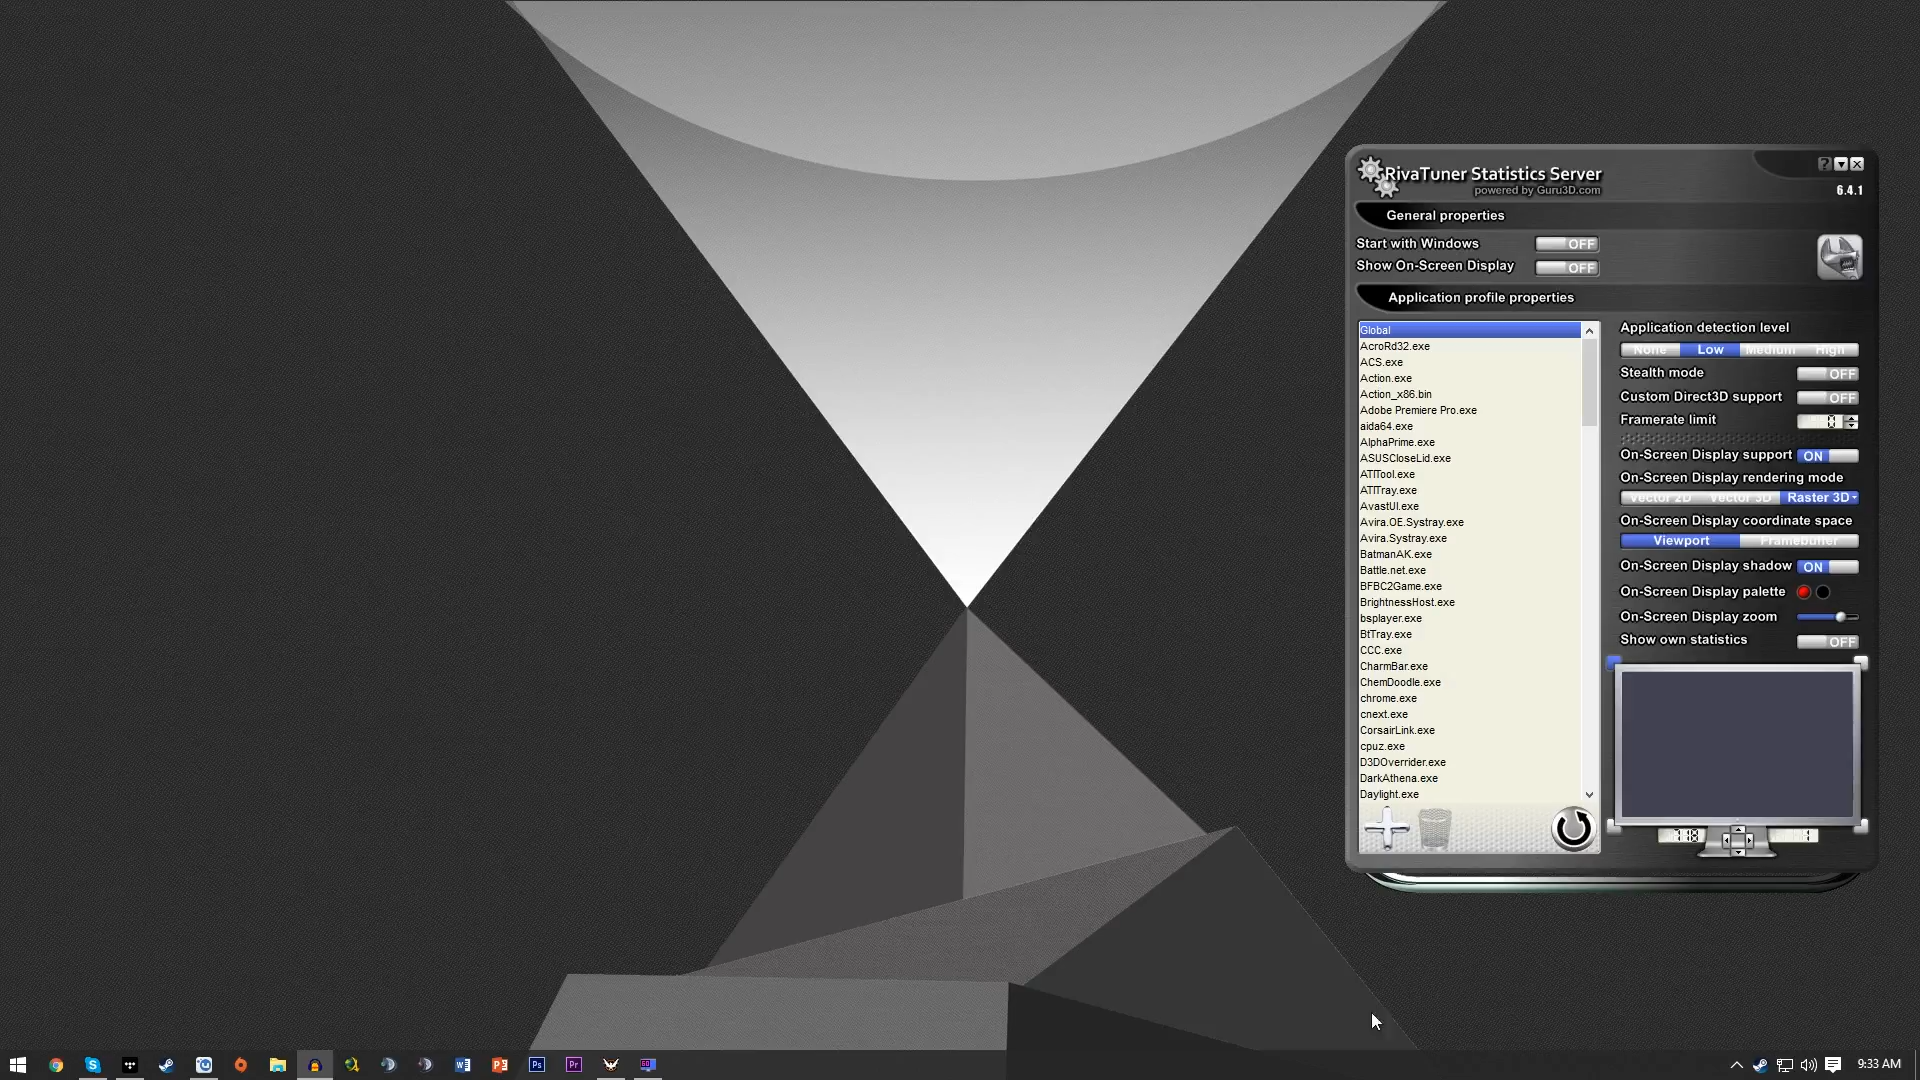 RivaTuner Statistics Server
powered by Guru3D.com
?
6.4.1
General properties
Start with Windows OFF
Show On-Screen Display OFF
Application profile properties
Global
AcroRd32.exe
ACS.exe
Action.exe
Action_x86.bin
Adobe Premiere Pro.exe
aida64.exe
AlphaPrime.exe
ASUSCloseLid.exe
ATITool.exe
ATITray.exe
AvastUI.exe
Avira.OE.Systray.exe
Avira.Systray.exe
BatmanAK.exe
Battle.net.exe
BFBC2Game.exe
BrightnessHost.exe
bsplayer.exe
BtTray.exe
CCC.exe
CharmBar.exe
ChemDoodle.exe
chrome.exe
cnext.exe
CorsairLink.exe
cpuz.exe
D3DOverrider.exe
DarkAthena.exe
Daylight.exe
Application detection level
None Low Medium High
Stealth mode OFF
Custom Direct3D support OFF
Framerate limit 0
On-Screen Display support ON
On-Screen Display rendering mode
Vector 2D Vector 3D Raster 3D
On-Screen Display coordinate space
Viewport Framebuffer
On-Screen Display shadow ON
On-Screen Display palette
On-Screen Display zoom
Show own statistics OFF
718 1
Ps
Pr
9:33 AM